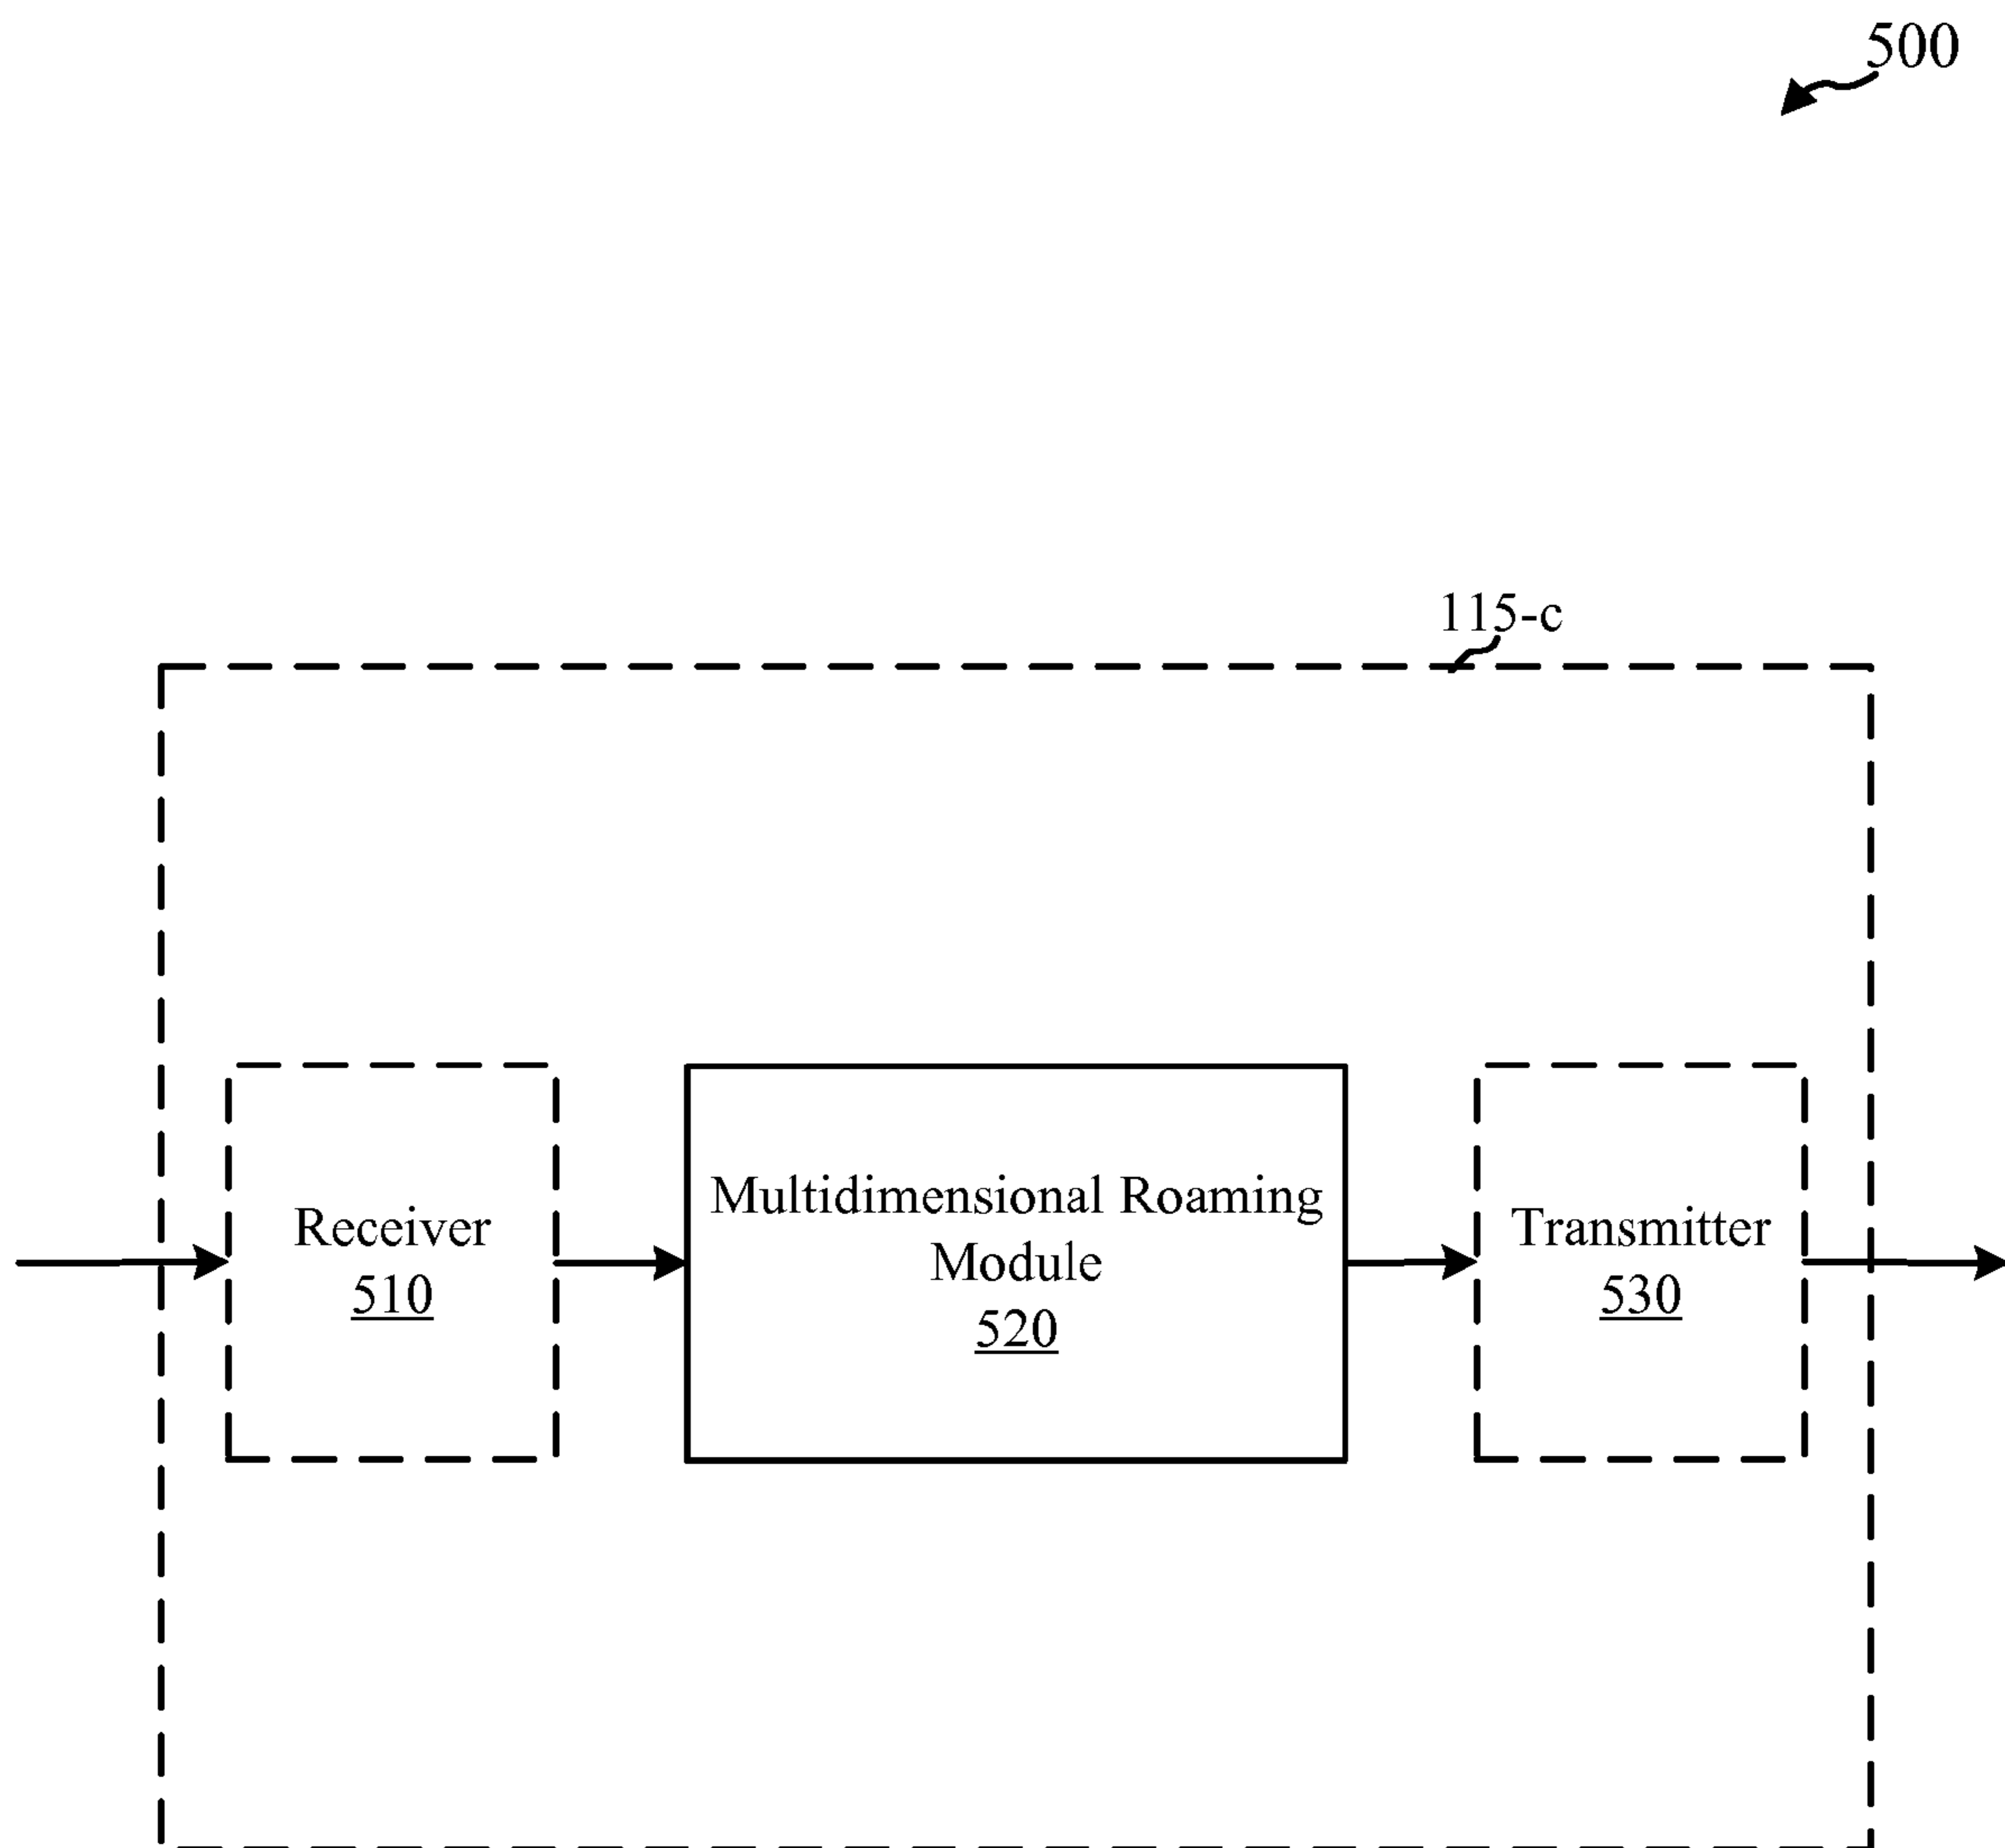 500
115-c
Receiver
510
Multidimensional Roaming
Module
520
Transmitter
530